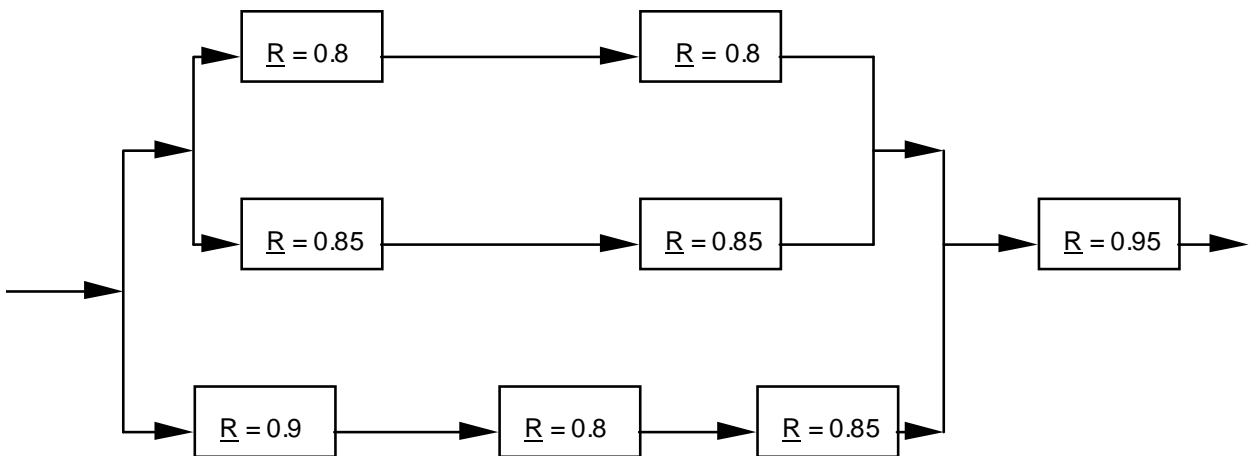 R = 0.8
R = 0.8
R = 0.85
R = 0.85
R = 0.95
R = 0.9
R = 0.8
R = 0.85